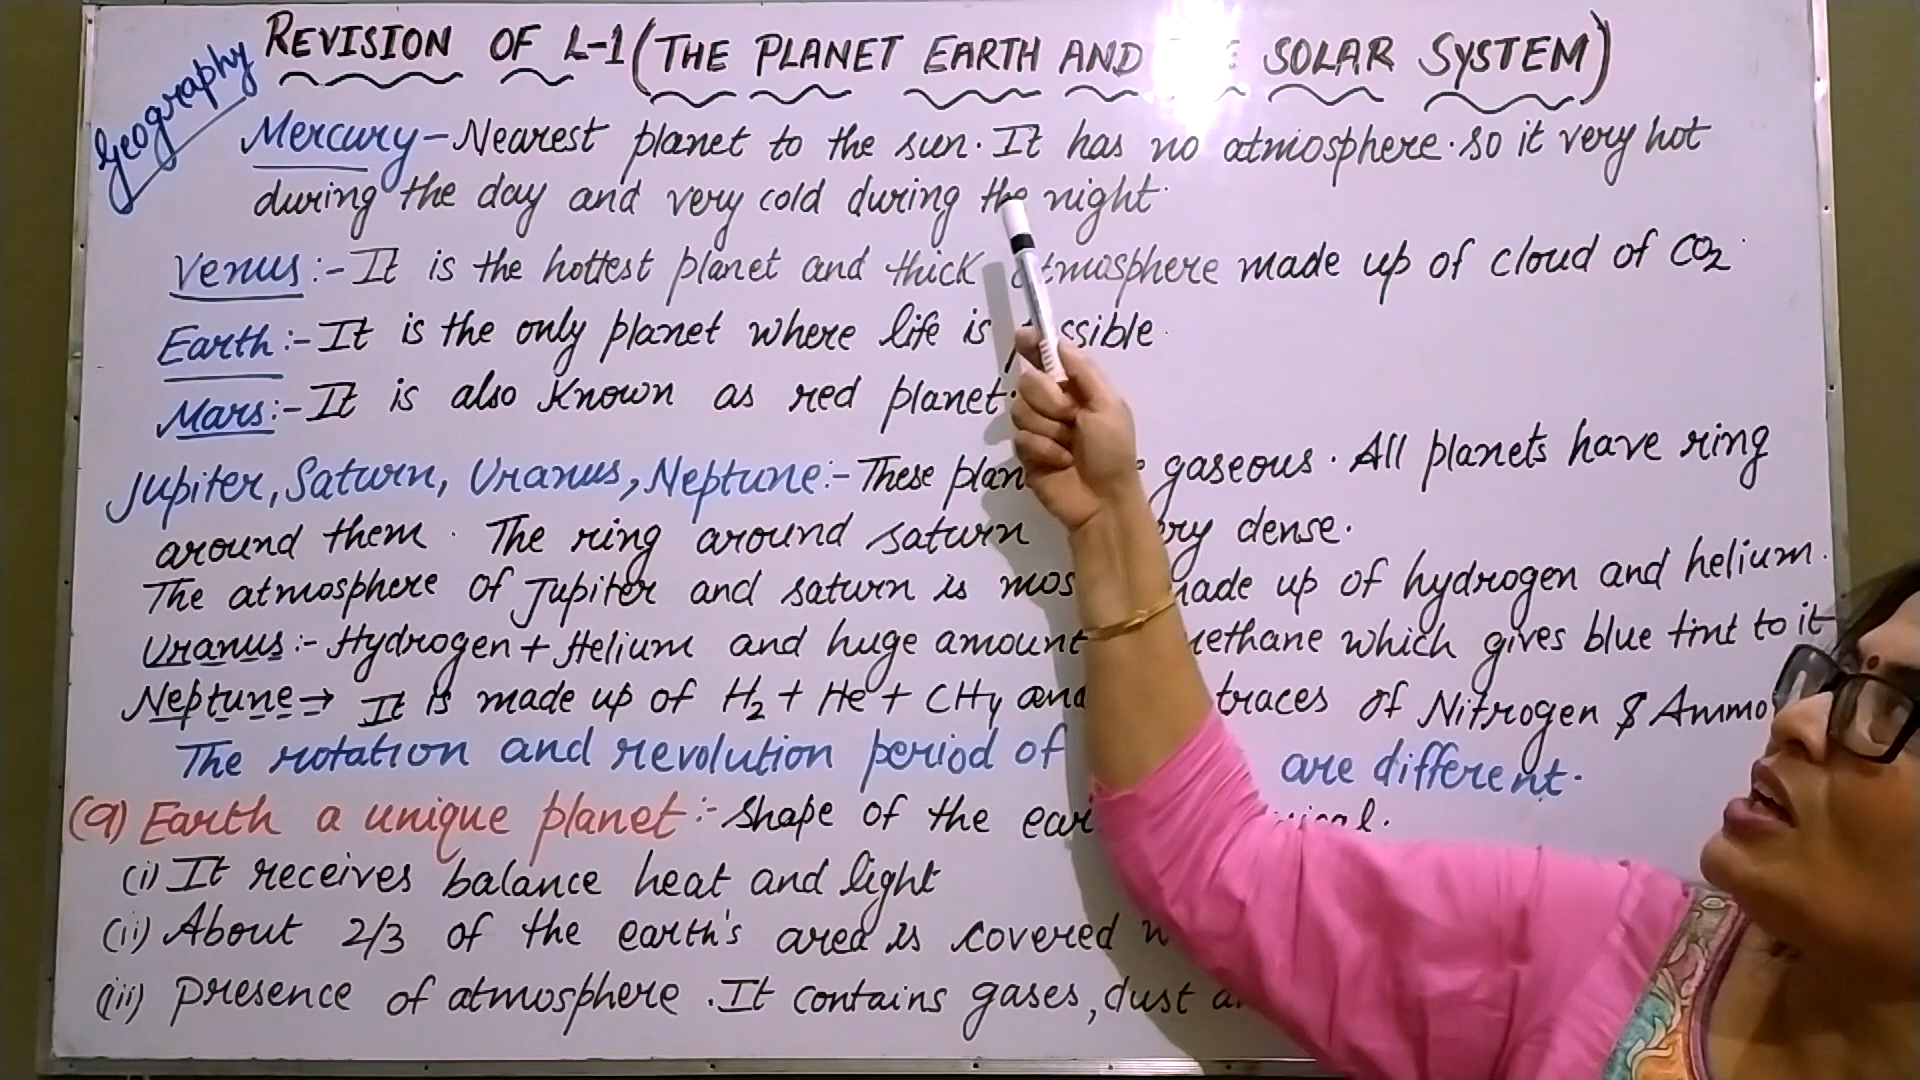 Geography
REVISION OF L-1 (THE PLANET EARTH AND SOLAR SYSTEM)
Mercury - Nearest planet to the sun. It has no atmosphere. so it very hot
during the day and very cold during the night.
Venus :- It is the hottest planet and thick atmosphere made up of cloud of CO2.
Earth :- It is the only planet where life is possible.
Mars :- It is also known as red planet.
Jupiter, Saturn, Uranus, Neptune :- These gaseous. All planets have ring
around them. The ring around saturn dense.
The atmosphere of Jupiter and saturn is made up of hydrogen and helium.
Uranus :- Hydrogen + Helium and huge amount methane which gives blue tint to it
Neptune → It is made up of H2 + He + CH4 and traces of Nitrogen $
The rotation and revolution period of are different.
(9) Earth a unique planet :- Shape of the
(i) It receives balance heat and light
(ii) About 2/3 of the earth's area is covered
(iii) Presence of atmosphere. It contains gases, dust